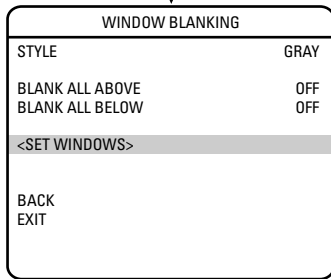 WINDOW BLANKING
STYLE GRAY
BLANK ALL ABOVE OFF
BLANK ALL BELOW OFF
<SET WINDOWS>
BACK
EXIT